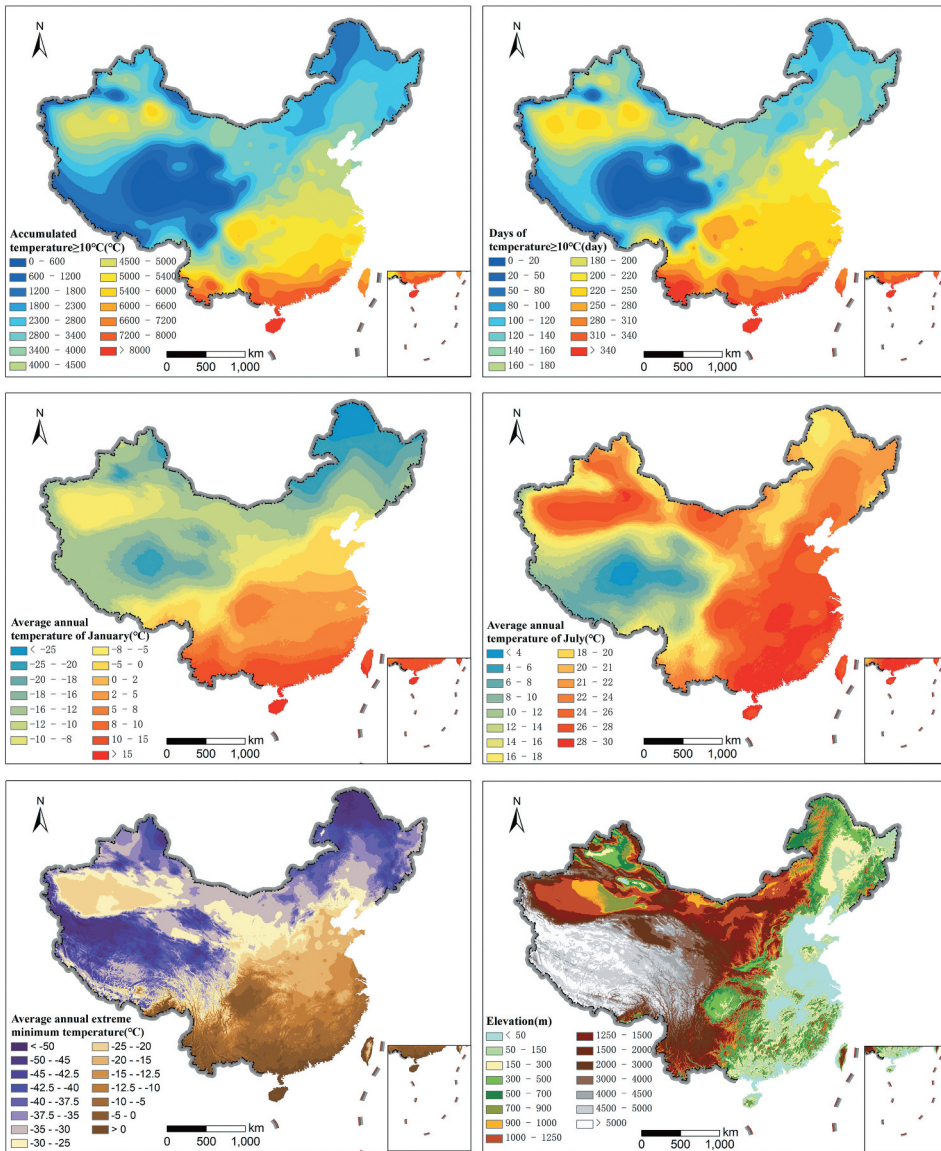 N
Accumulated
temperature≥10℃(℃)
0 - 600
600 - 1200
1200 - 1800
1800 - 2300
2300 - 2800
2800 - 3400
3400 - 4000
4000 - 4500
4500 - 5000
5000 - 5400
5400 - 6000
6000 - 6600
6600 - 7200
7200 - 8000
> 8000
km
0 500 1,000
N
Days of
temperature≥10℃(day)
0 - 20
20 - 50
50 - 80
80 - 100
100 - 120
120 - 140
140 - 160
160 - 180
180 - 200
200 - 220
220 - 250
250 - 280
280 - 310
310 - 340
> 340
km
0 500 1,000
N
Average annual
temperature of January(℃)
< -25
-25 - -20
-20 - -18
-18 - -16
-16 - -12
-12 - -10
-10 - -8
-8 - -5
-5 - 0
0 - 2
2 - 5
5 - 8
8 - 10
10 - 15
> 15
km
0 500 1,000
N
Average annual
temperature of July(℃)
< 4
4 - 6
6 - 8
8 - 10
10 - 12
12 - 14
14 - 16
16 - 18
18 - 20
20 - 21
21 - 22
22 - 24
24 - 26
26 - 28
28 - 30
km
0 500 1,000
N
Average annual extreme
minimum temperature(℃)
< -50
-50 - -45
-45 - -42.5
-42.5 - -40
-40 - -37.5
-37.5 - -35
-35 - -30
-30 - -25
-25 - -20
-20 - -15
-15 - -12.5
-12.5 - -10
-10 - -5
-5 - 0
> 0
km
0 500 1,000
N
Elevation(m)
< 50
50 - 150
150 - 300
300 - 500
500 - 700
700 - 900
900 - 1000
1000 - 1250
1250 - 1500
1500 - 2000
2000 - 3000
3000 - 4000
4000 - 4500
4500 - 5000
> 5000
km
0 500 1,000